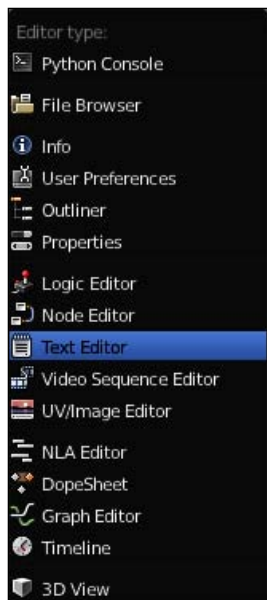 Editor type:
Python Console
File Browser
Info
User Preferences
Outliner
Properties
Logic Editor
Node Editor
Text Editor
Video Sequence Editor
UV/Image Editor
NLA Editor
DopeSheet
Graph Editor
Timeline
3D View